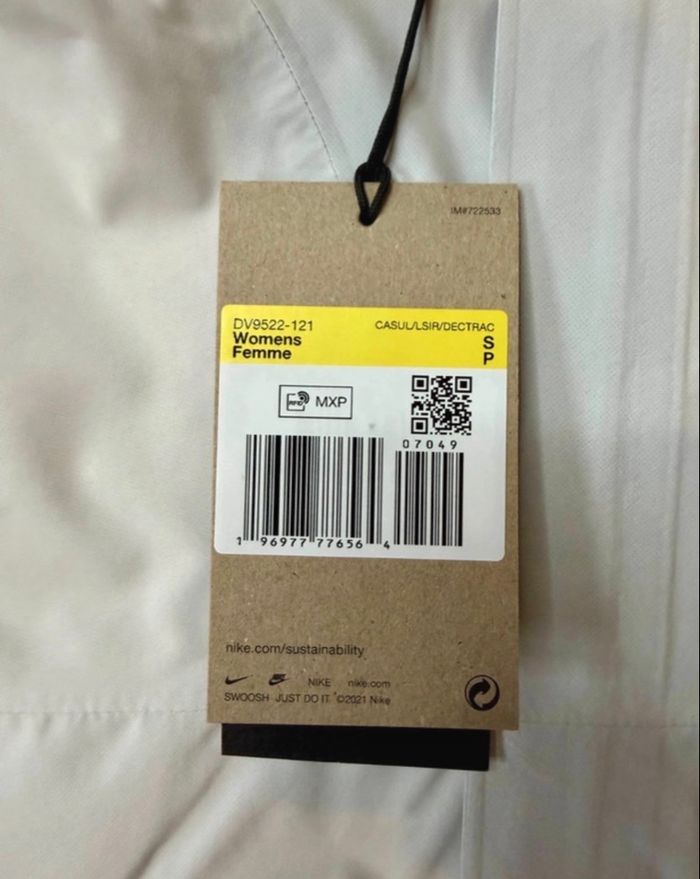 IM#722533
DV9522-121
CASUL/LSIR/DECTRAC
Womens
S
Femme
P
RFID MXP
07049
1 96977 77656 4
nike.com/sustainability
NIKE nike.com
SWOOSH JUST DO IT ©2021 Nike